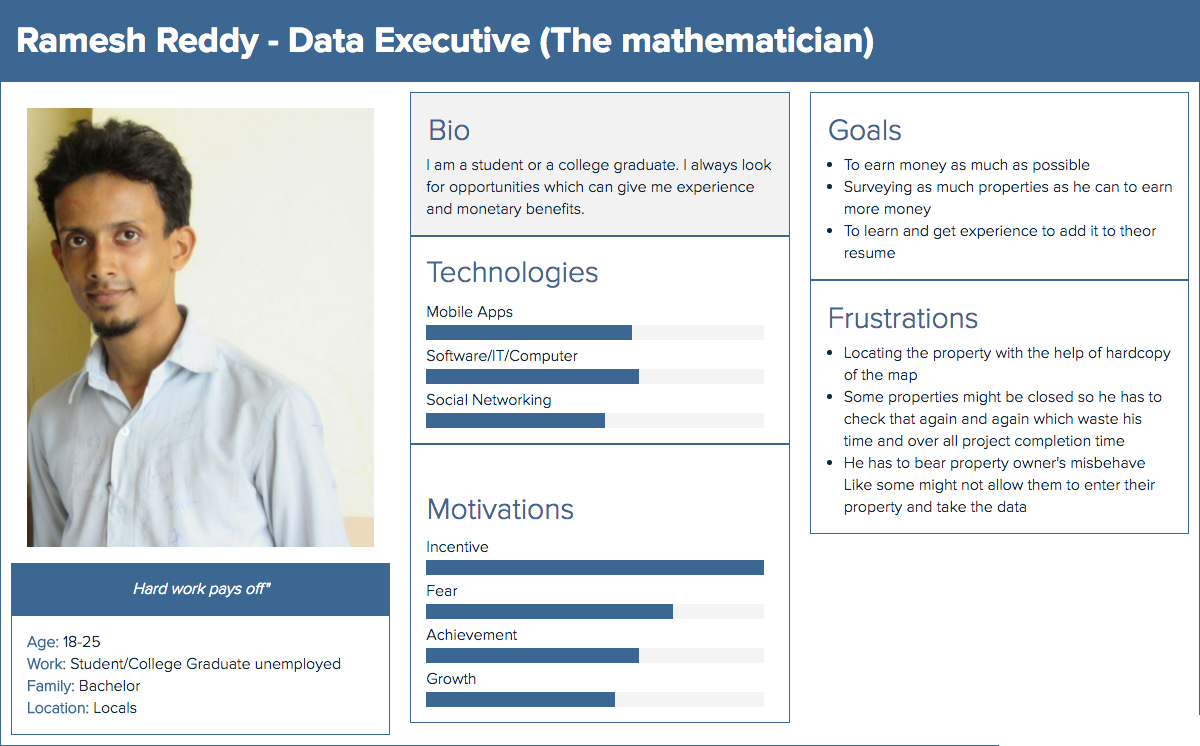 Ramesh Reddy - Data Executive (The mathematician)
Hard work pays off"
Age: 18-25
Work: Student/College Graduate unemployed
Family: Bachelor
Location: Locals
Bio
I am a student or a college graduate. I always look
for opportunities which can give me experience
and monetary benefits.
Technologies
Mobile Apps
Software/IT/Computer
Social Networking
Motivations
Incentive
Fear
Achievement
Growth
Goals
To earn money as much as possible
Surveying as much properties as he can to earn
more money
To learn and get experience to add it to theor
resume
Frustrations
Locating the property with the help of hardcopy
of the map
Some properties might be closed so he has to
check that again and again which waste his
time and over all project completion time
He has to bear property owner's misbehave
Like some might not allow them to enter their
property and take the data